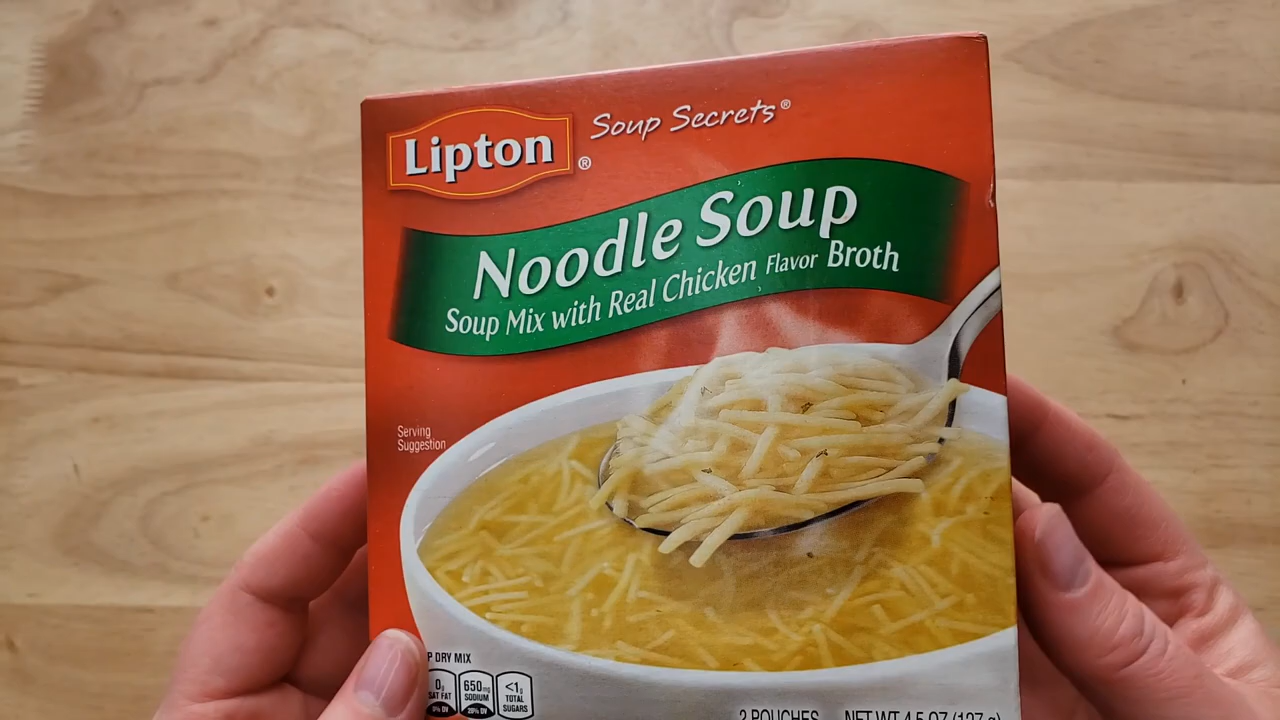 Lipton®
Soup Secrets®
Noodle Soup
Soup Mix with Real Chicken Flavor Broth
Serving
Suggestion
DRY MIX
0g
SAT FAT
0% DV
650mg
SODIUM
28% DV
<1g
TOTAL
SUGARS
2 POUCHES
NET WT 4.5 OZ (127 g)